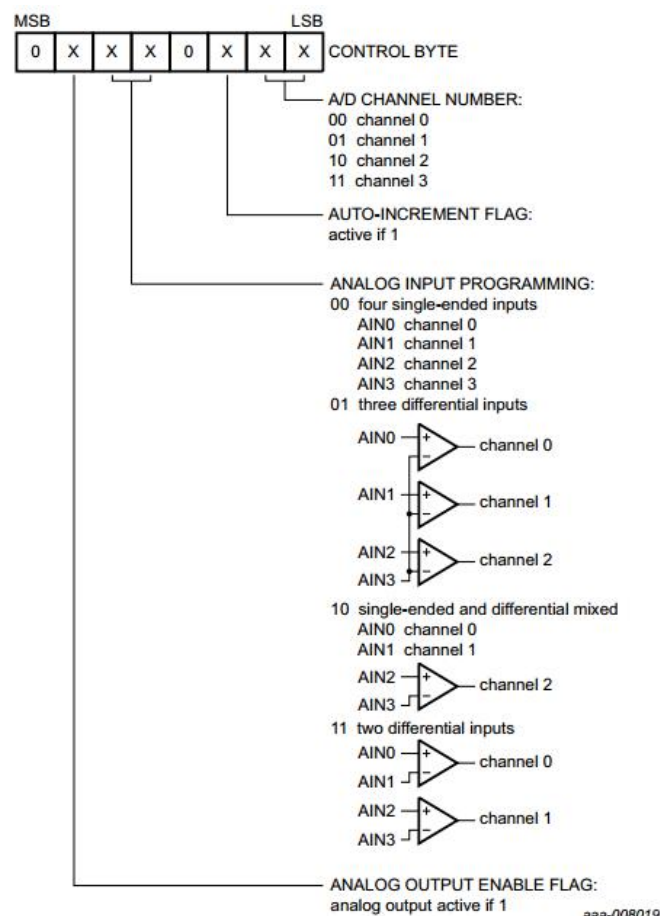 MSB LSB
0 X X X 0 X X X CONTROL BYTE
A/D CHANNEL NUMBER:
00 channel 0
01 channel 1
10 channel 2
11 channel 3
AUTO-INCREMENT FLAG:
active if 1
ANALOG INPUT PROGRAMMING:
00 four single-ended inputs
AIN0 channel 0
AIN1 channel 1
AIN2 channel 2
AIN3 channel 3
01 three differential inputs
AIN0 + − channel 0
AIN1 + − channel 1
AIN2 + − channel 2
AIN3
10 single-ended and differential mixed
AIN0 channel 0
AIN1 channel 1
AIN2 + − channel 2
AIN3
11 two differential inputs
AIN0 + − channel 0
AIN1
AIN2 + − channel 1
AIN3
ANALOG OUTPUT ENABLE FLAG:
analog output active if 1
aaa-008019